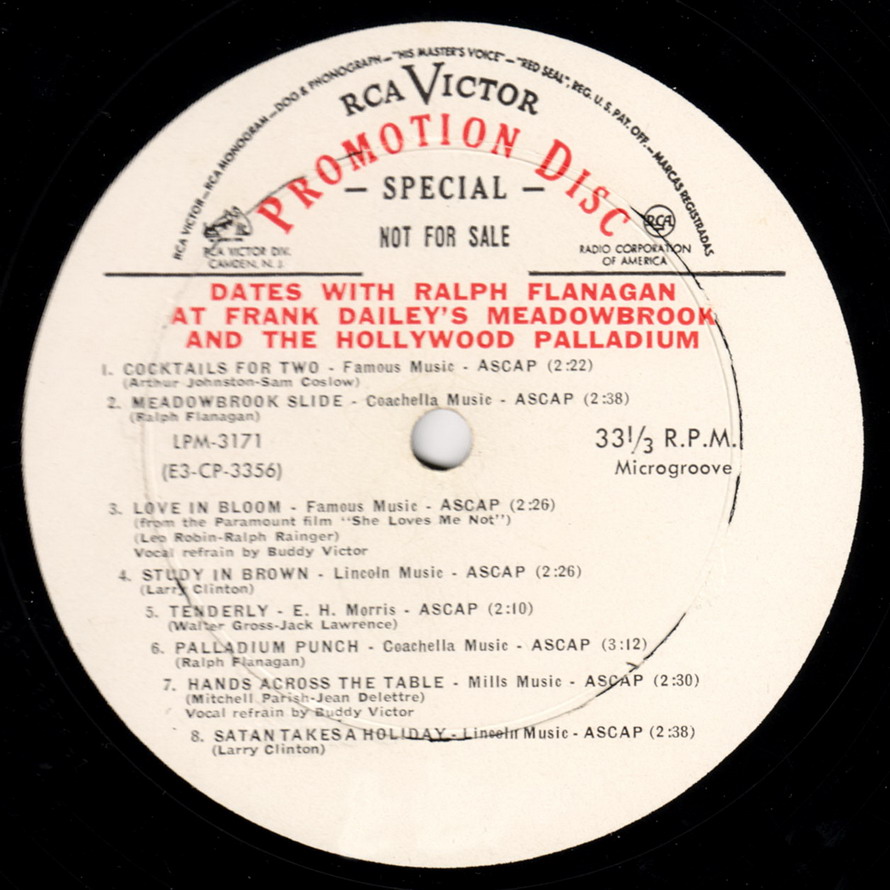 RCA VICTOR—RCA MONOGRAM—DOG & PHONOGRAPH—"HIS MASTER'S VOICE"—"RED SEAL", REG. U. S. PAT. OFF.—MARCAS REGISTRADAS
RCA VICTOR
PROMOTION DISC
— SPECIAL —
NOT FOR SALE
RCA VICTOR DIV.
CAMDEN, N. J.
RCA
RADIO CORPORATION
OF AMERICA
DATES WITH RALPH FLANAGAN
AT FRANK DAILEY'S MEADOWBROOK
AND THE HOLLYWOOD PALLADIUM
1. COCKTAILS FOR TWO - Famous Music - ASCAP (2:22)
(Arthur Johnston-Sam Coslow)
2. MEADOWBROOK SLIDE - Coachella Music - ASCAP (2:38)
(Ralph Flanagan)
LPM-3171
(E3-CP-3356)
33 1/3 R.P.M.
Microgroove
3. LOVE IN BLOOM - Famous Music - ASCAP (2:26)
(from the Paramount film "She Loves Me Not")
(Leo Robin-Ralph Rainger)
Vocal refrain by Buddy Victor
4. STUDY IN BROWN - Lincoln Music - ASCAP (2:26)
(Larry Clinton)
5. TENDERLY - E. H. Morris - ASCAP (2:10)
(Walter Gross-Jack Lawrence)
6. PALLADIUM PUNCH - Coachella Music - ASCAP (3:12)
(Ralph Flanagan)
7. HANDS ACROSS THE TABLE - Mills Music - ASCAP (2:30)
(Mitchell Parish-Jean Delettre)
Vocal refrain by Buddy Victor
8. SATAN TAKES A HOLIDAY - Lincoln Music - ASCAP (2:38)
(Larry Clinton)